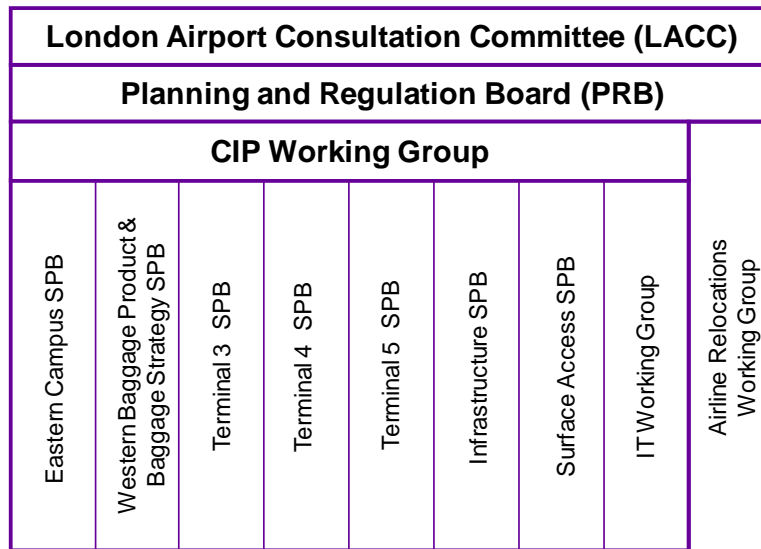 London Airport Consultation Committee (LACC)
Planning and Regulation Board (PRB)
CIP Working Group
Eastern Campus SPB
Western Baggage Product &
Baggage Strategy SPB
Terminal 3 SPB
Terminal 4 SPB
Terminal 5 SPB
Infrastructure SPB
Surface Access SPB
IT Working Group
Airline Relocations
Working Group